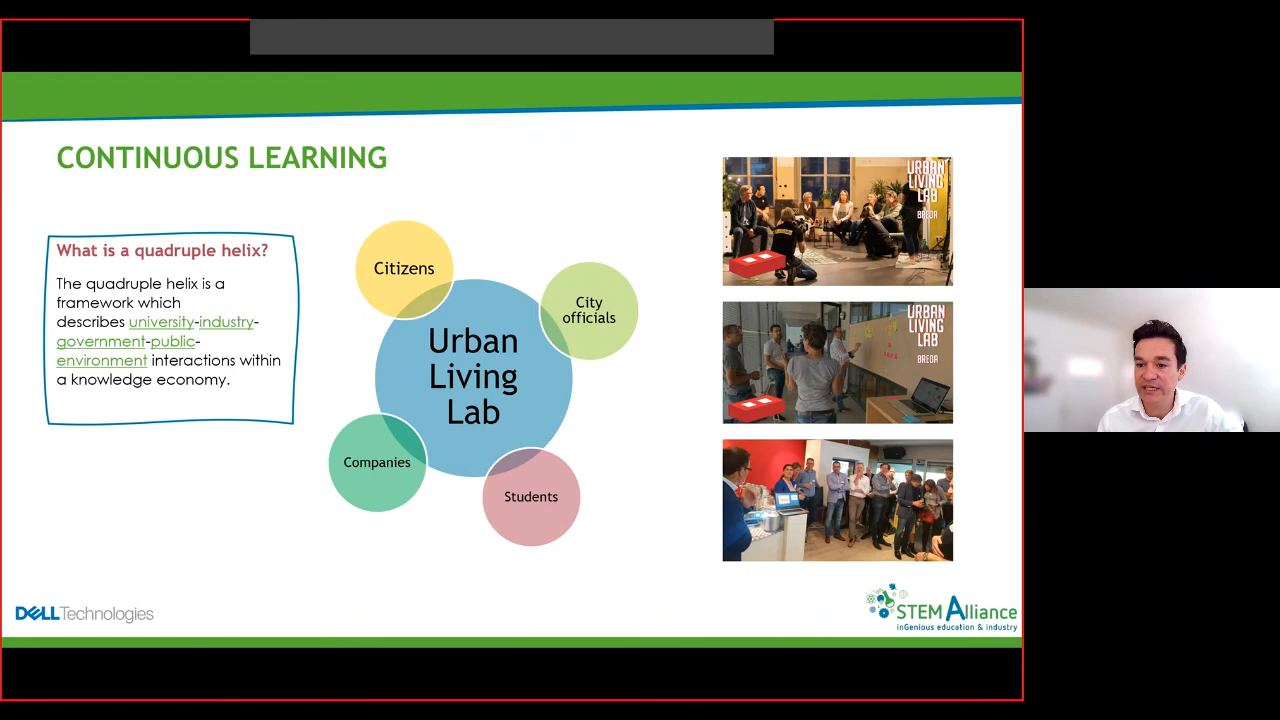 CONTINUOUS LEARNING
What is a quadruple helix?
The quadruple helix is a
framework which
describes university-industry-
government-public-
environment interactions within
a knowledge economy.
Citizens
City
officials
Urban
Living
Lab
Companies
Students
URBAN
LIVING
LAB
BREDA
URBAN
LIVING
LAB
BREDA
DELLTechnologies
STEM Alliance
inGenious education & industry